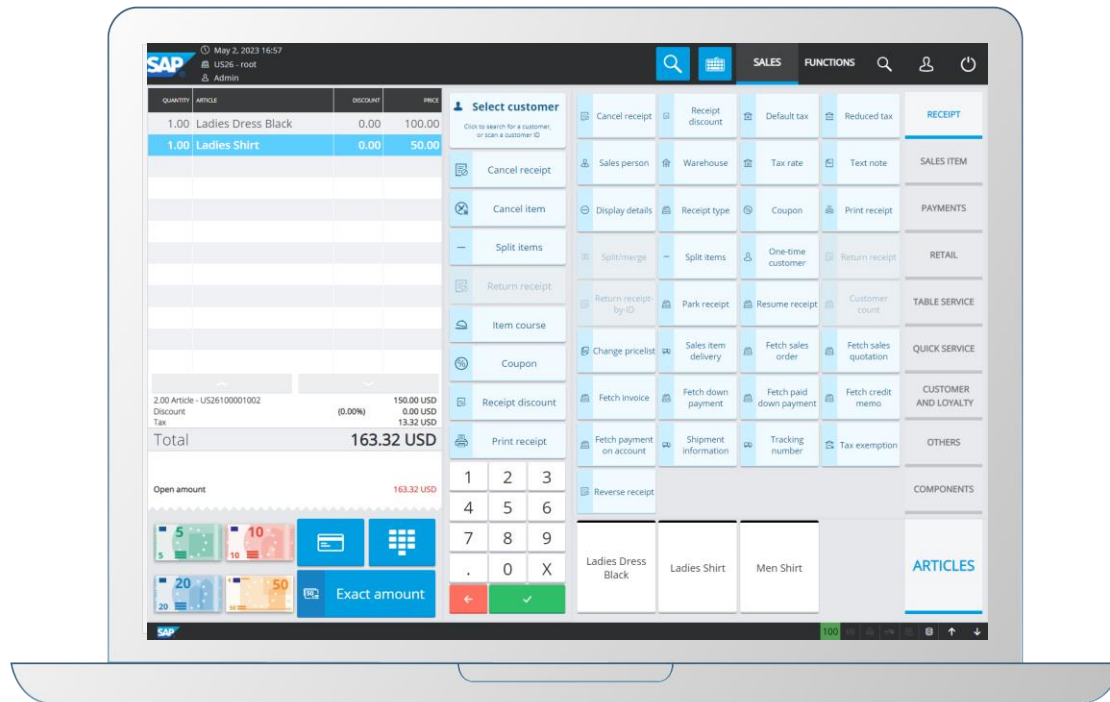 SAP
May 2, 2023 16:57
US26 - root
Admin
SALES
FUNCTIONS
QUANTITY ARTICLE DISCOUNT PRICE
1.00 Ladies Dress Black 0.00 100.00
1.00 Ladies Shirt 0.00 50.00
2.00 Article - US26100001002 150.00 USD
Discount (0.00%) 0.00 USD
Tax 13.32 USD
Total 163.32 USD
Open amount 163.32 USD
5
5
10
10
20
20
50
Exact amount
Select customer
Click to search for a customer,
or scan a customer ID
Cancel receipt
Cancel item
Split items
Return receipt
Item course
Coupon
Receipt discount
Print receipt
1 2 3
4 5 6
7 8 9
. 0 X
Cancel receipt
Receipt
discount
Default tax
Reduced tax
Sales person
Warehouse
Tax rate
Text note
Display details
Receipt type
Coupon
Print receipt
Split/merge
Split items
One-time
customer
Return receipt
Return receipt-
by-ID
Park receipt
Resume receipt
Customer
count
Change pricelist
Sales item
delivery
Fetch sales
order
Fetch sales
quotation
Fetch invoice
Fetch down
payment
Fetch paid
down payment
Fetch credit
memo
Fetch payment
on account
Shipment
information
Tracking
number
Tax exemption
Reverse receipt
Ladies Dress
Black
Ladies Shirt
Men Shirt
RECEIPT
SALES ITEM
PAYMENTS
RETAIL
TABLE SERVICE
QUICK SERVICE
CUSTOMER
AND LOYALTY
OTHERS
COMPONENTS
ARTICLES
SAP
100